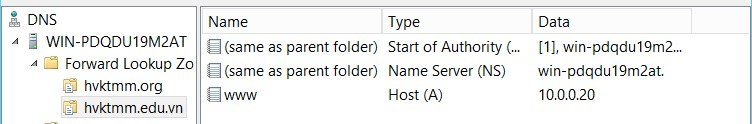 DNS
WIN-PDQDU19M2AT
Forward Lookup Zo
hvktmm.org
hvktmm.edu.vn
Name Type Data
(same as parent folder) Start of Authority (... [1], win-pdqdu19m2...
(same as parent folder) Name Server (NS) win-pdqdu19m2at.
www Host (A) 10.0.0.20